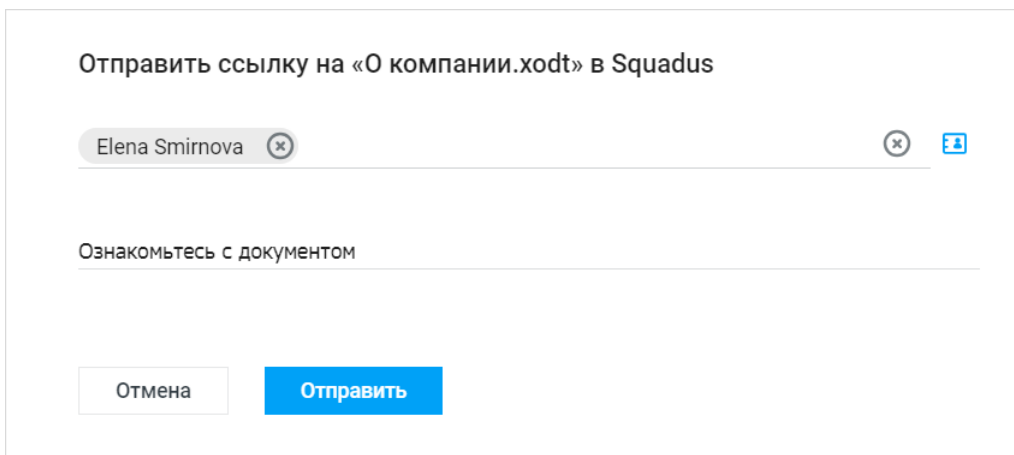 Отправить ссылку на «О компании.xodt» в Squadus
Elena Smirnova
Ознакомьтесь с документом
Отмена Отправить